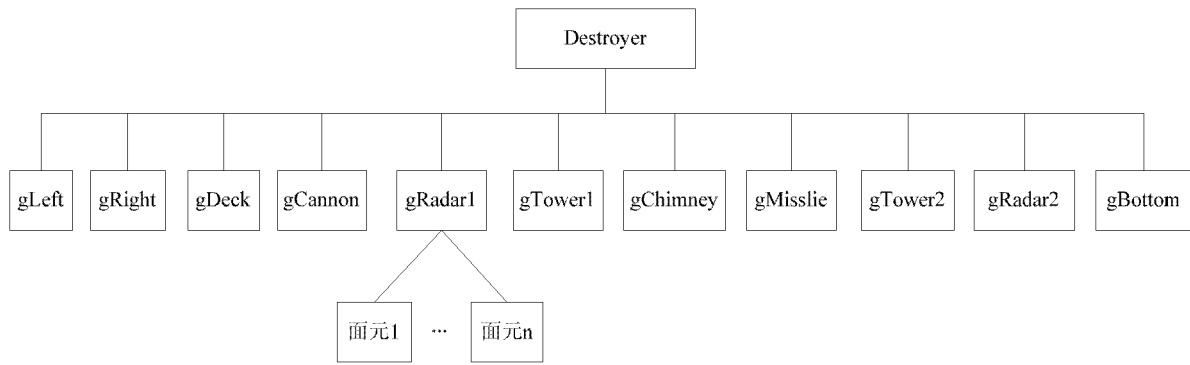 Destroyer
gLeft
gRight
gDeck
gCannon
gRadar1
gTower1
gChimney
gMisslie
gTower2
gRadar2
gBottom
面元1
...
面元n